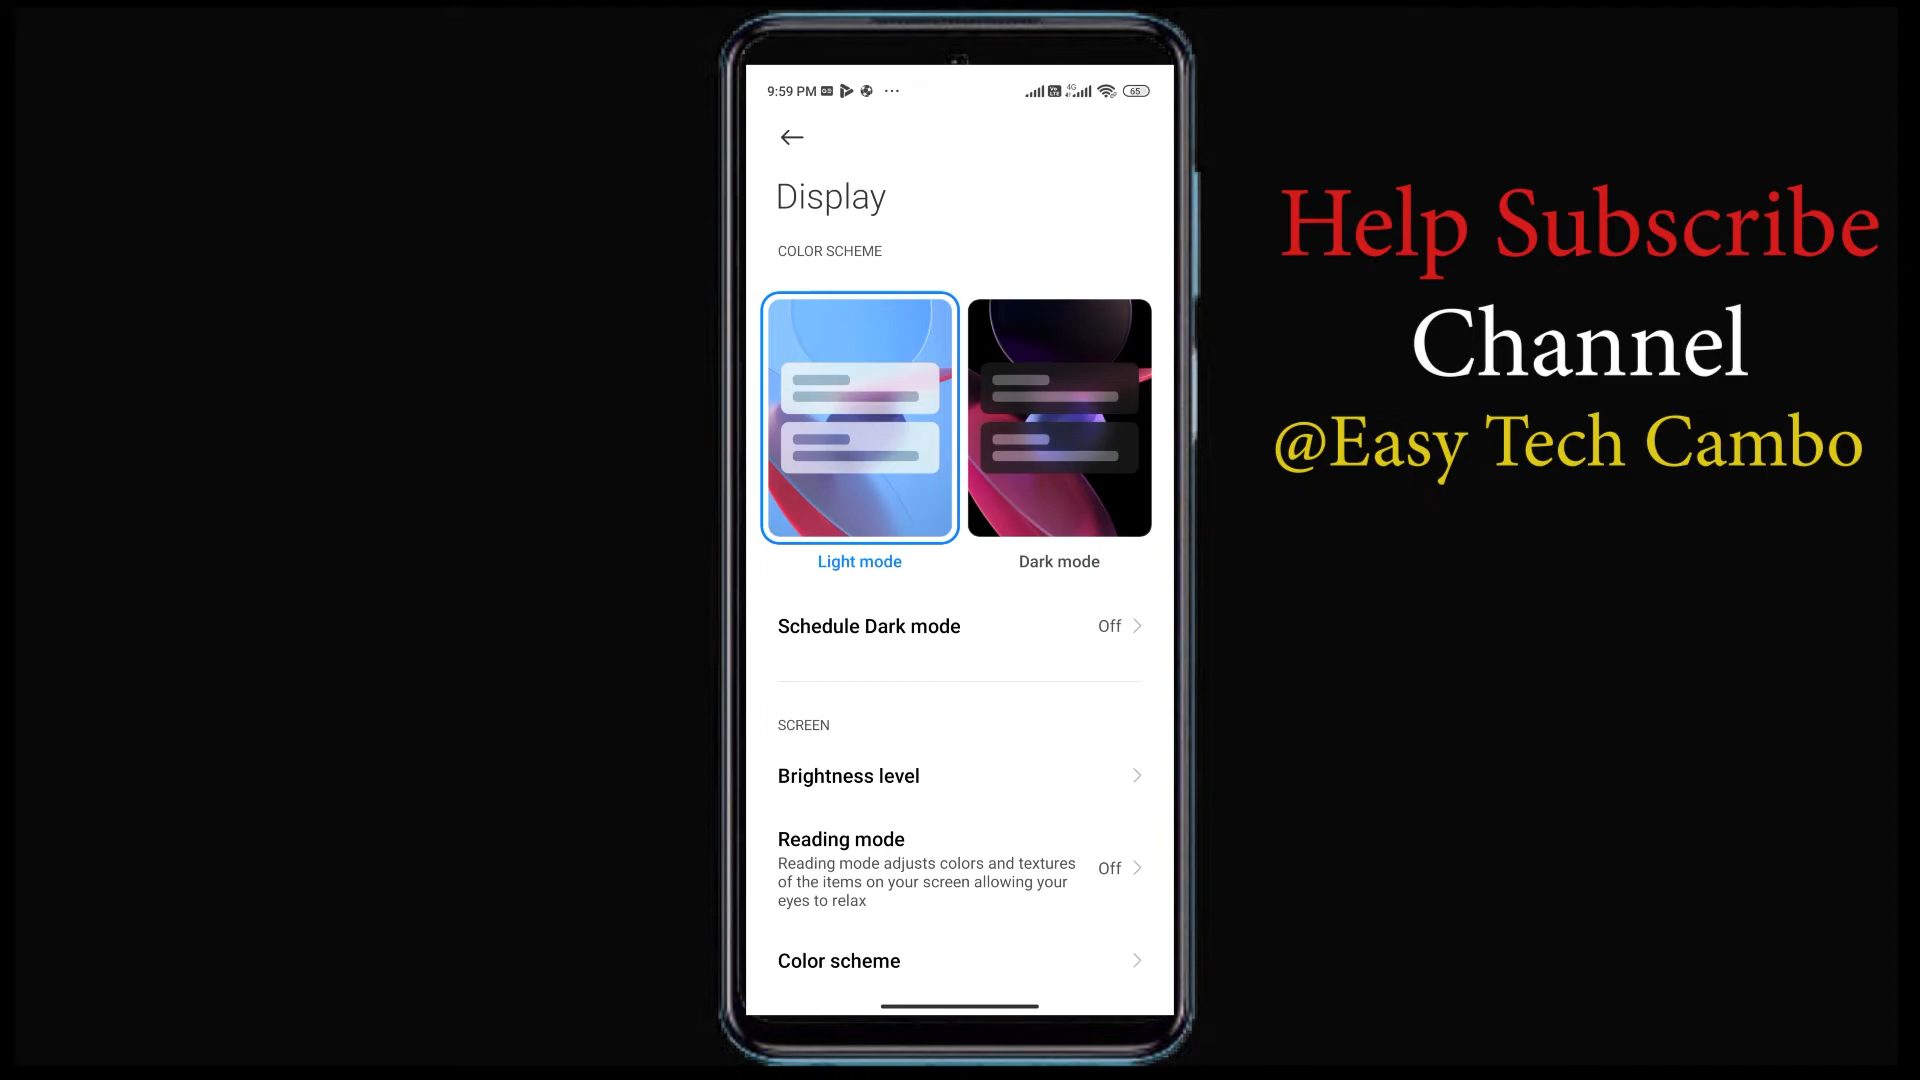 9:59 PM
4G
65
Display
COLOR SCHEME
Light mode
Dark mode
Schedule Dark mode
Off
SCREEN
Brightness level
Reading mode
Reading mode adjusts colors and textures
of the items on your screen allowing your
eyes to relax
Off
Color scheme
Help Subscribe
Channel
@Easy Tech Cambo